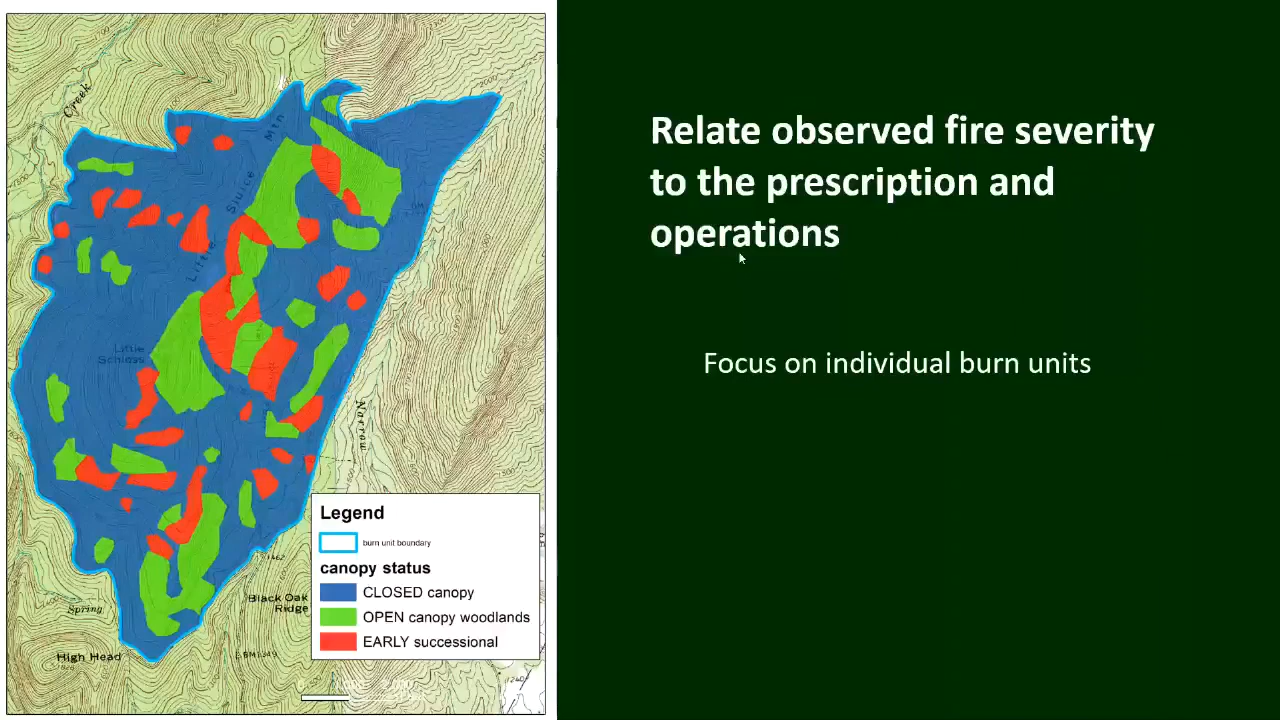 Creek
Little Sluice Mtn
Little
Schloss
Narrow
Spring
High Head
Black Oak
Ridge
Legend
burn unit boundary
canopy status
CLOSED canopy
OPEN canopy woodlands
EARLY successional
Relate observed fire severity
to the prescription and
operations
Focus on individual burn units